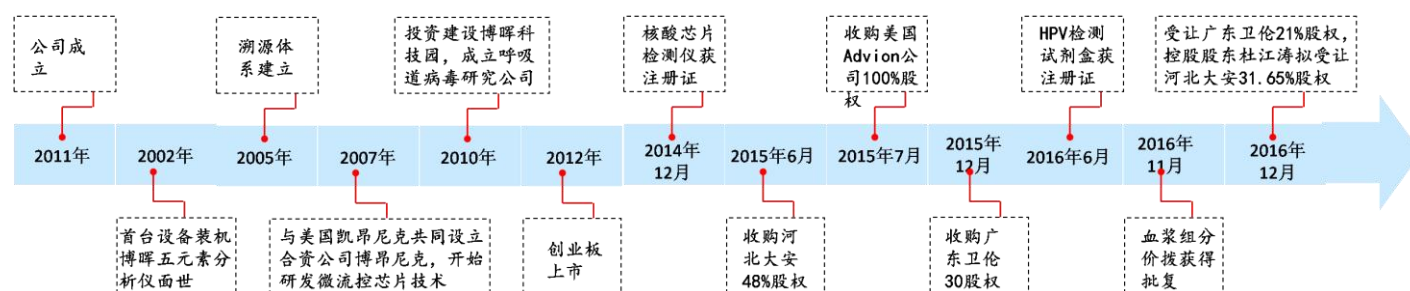 公司成
立
溯源体
系建立
投资建设博晖科
技园，成立呼吸
道病毒研究公司
核酸芯片
检测仪获
注册证
收购美国
Advion公
司100%股
权
HPV检测
试剂盒获
注册证
受让广东卫伦21%股权，
控股股东杜江涛拟受让
河北大安31.65%股权
2011年
2002年
2005年
2007年
2010年
2012年
2014年
12月
2015年6月
2015年7月
2015年
12月
2016年6月
2016年
11月
2016年
12月
首台设备装机
博晖五元素分
析仪面世
与美国凯昂尼克共同设立
合资公司博昂尼克，开始
研发微流控芯片技术
创业板
上市
收购河
北大安
48%股权
收购广
东卫伦
30股权
血浆组分
价拨获得
批复